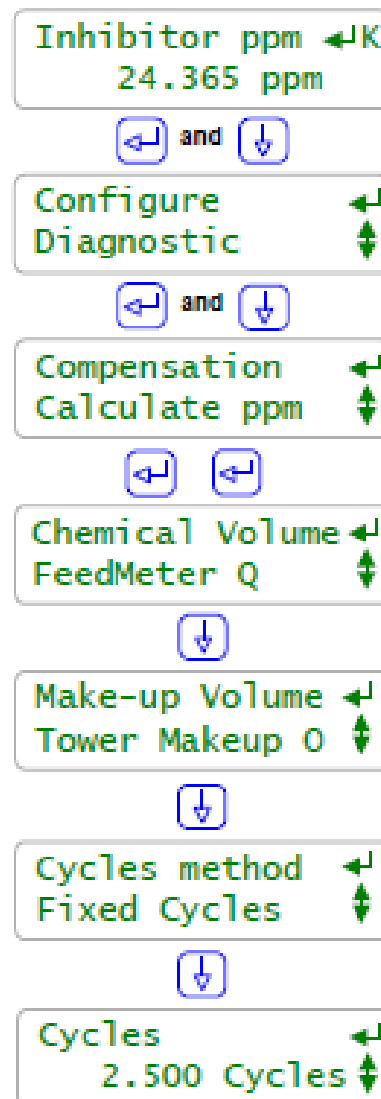 Inhibitor ppm ↵K
24.365 ppm
and
Configure
Diagnostic
and
Compensation
Calculate ppm
Chemical Volume
FeedMeter Q
Make-up Volume
Tower Makeup O
Cycles method
Fixed Cycles
Cycles
2.500 Cycles